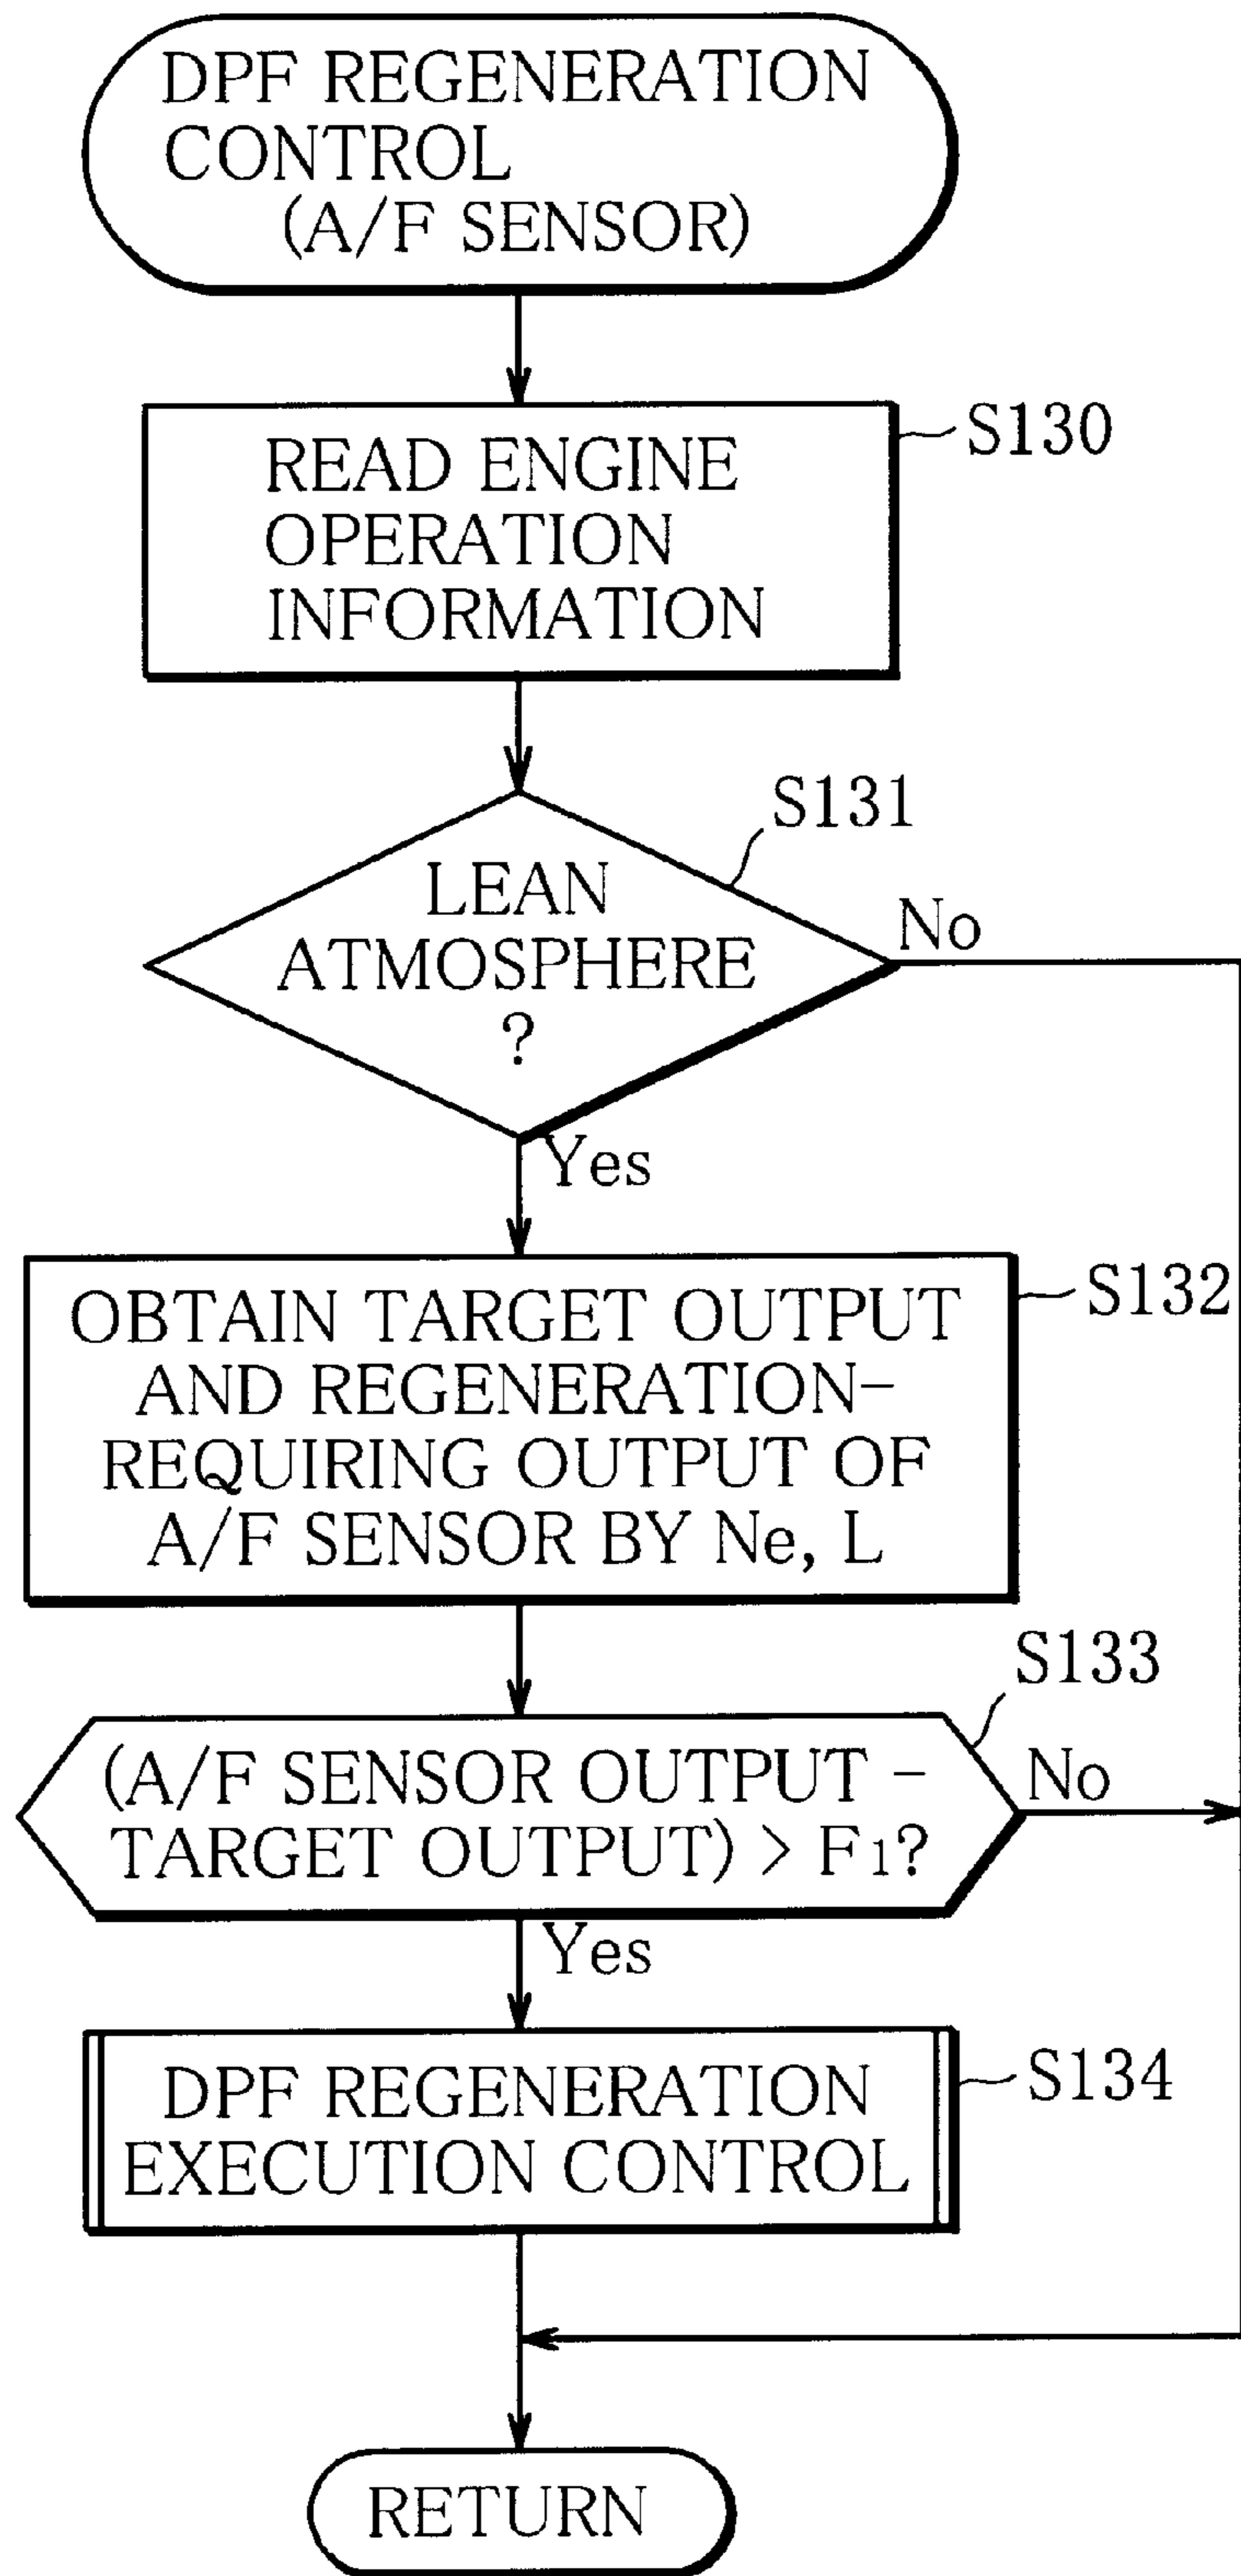 DPF REGENERATION
CONTROL
(A/F SENSOR)
S130
READ ENGINE
OPERATION
INFORMATION
S131
LEAN
ATMOSPHERE
?
No
Yes
S132
OBTAIN TARGET OUTPUT
AND REGENERATION-
REQUIRING OUTPUT OF
A/F SENSOR BY Ne, L
S133
(A/F SENSOR OUTPUT -
TARGET OUTPUT) > F1?
No
Yes
S134
DPF REGENERATION
EXECUTION CONTROL
RETURN